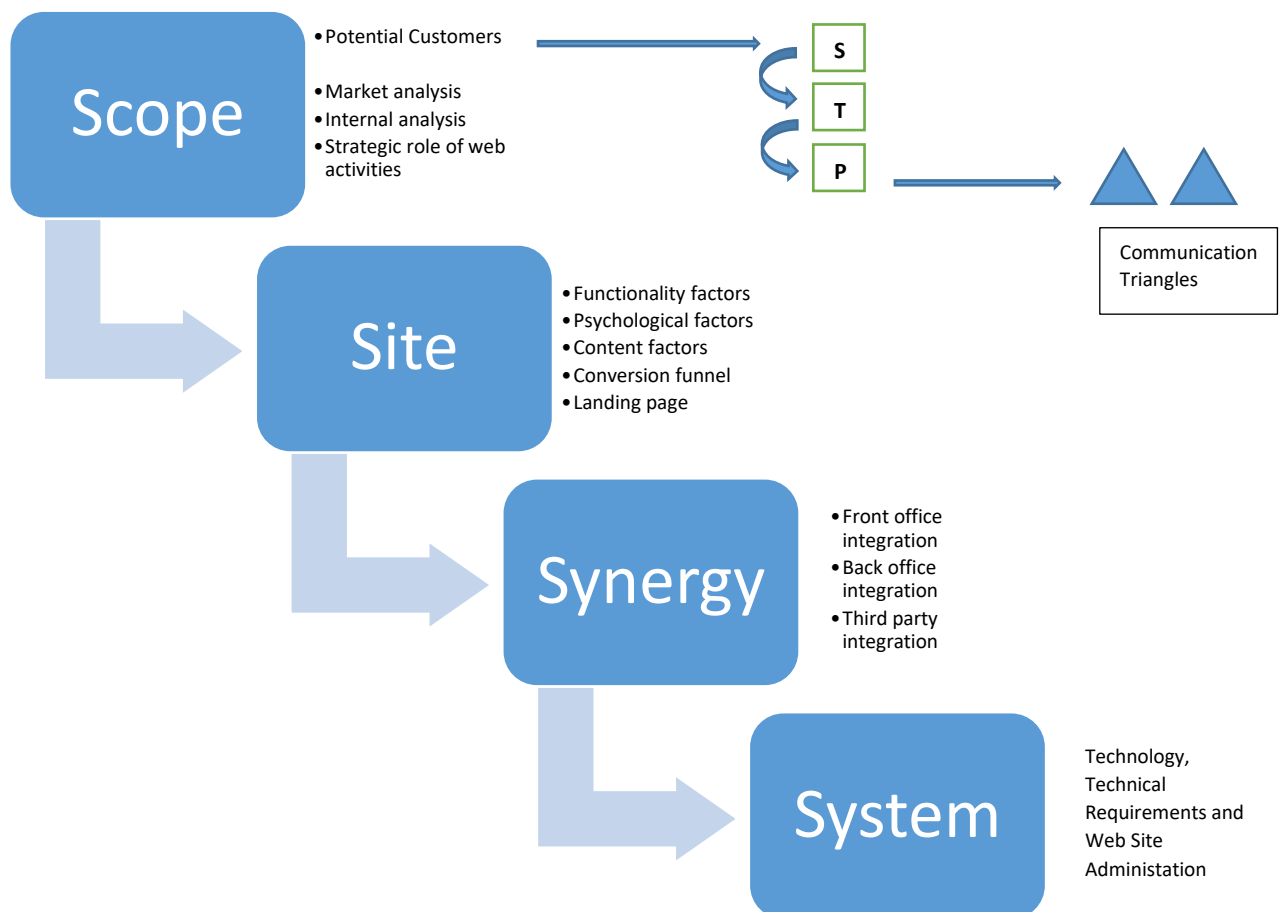 Scope
•Potential Customers
•Market analysis
•Internal analysis
•Strategic role of web
activities
S
T
P
Communication
Triangles
Site
•Functionality factors
•Psychological factors
•Content factors
•Conversion funnel
•Landing page
Synergy
•Front office
integration
•Back office
integration
•Third party
integration
System
Technology,
Technical
Requirements and
Web Site
Administation